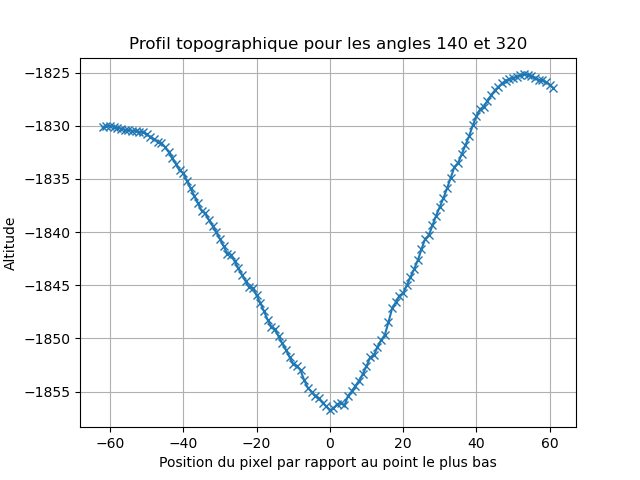 Profil topographique pour les angles 140 et 320
Altitude
−1825
−1830
−1835
−1840
−1845
−1850
−1855
−60 −40 −20 0 20 40 60
Position du pixel par rapport au point le plus bas